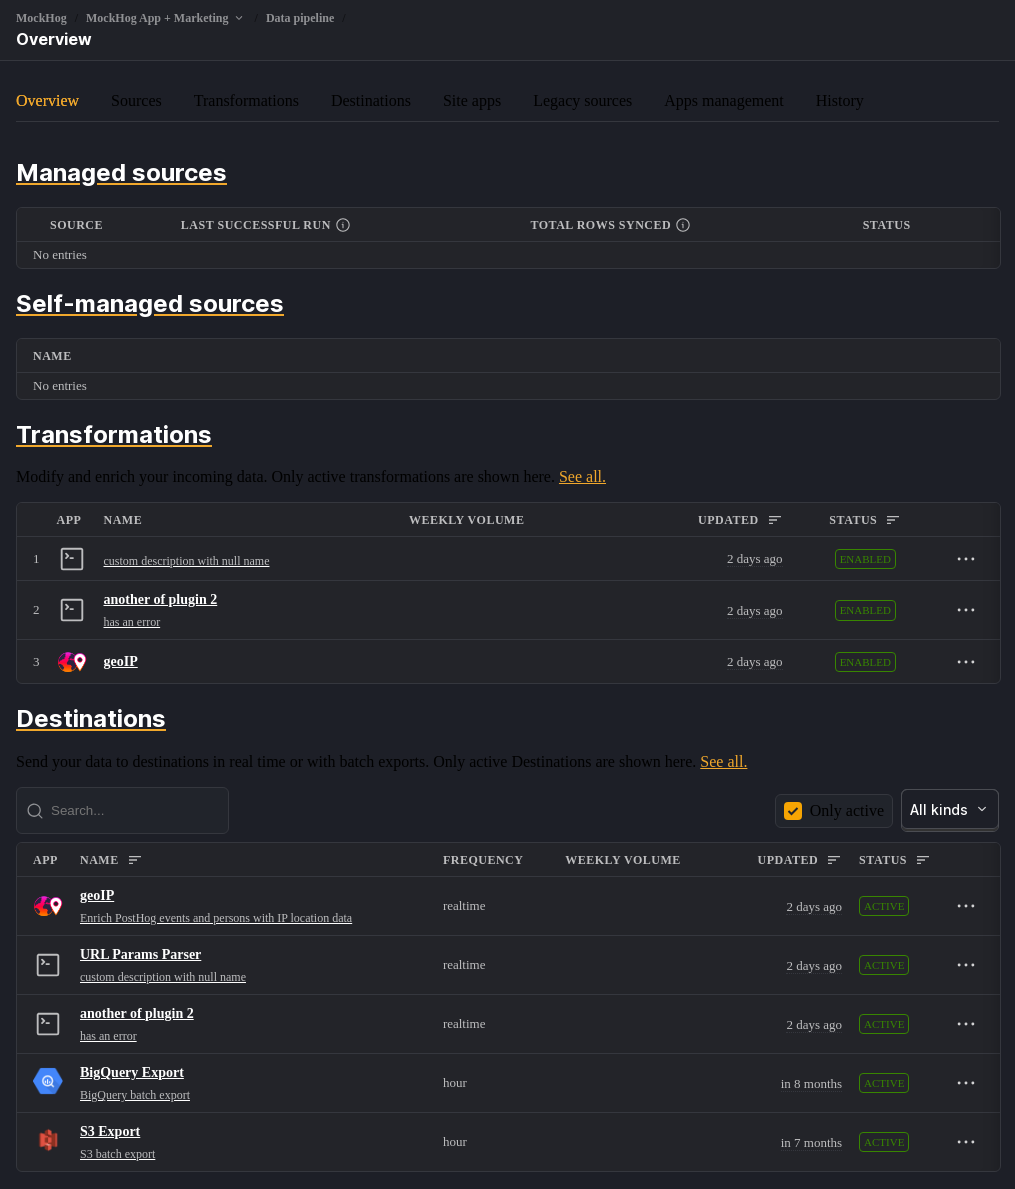 MockHog / MockHog App + Marketing / Data pipeline /
Overview
Overview Sources Transformations Destinations Site apps Legacy sources Apps management History
Managed sources
SOURCE LAST SUCCESSFUL RUN TOTAL ROWS SYNCED STATUS
No entries
Self-managed sources
NAME
No entries
Transformations
Modify and enrich your incoming data. Only active transformations are shown here. See all.
APP NAME WEEKLY VOLUME UPDATED STATUS
1 custom description with null name 2 days ago ENABLED
another of plugin 2
2 2 days ago ENABLED
has an error
3 geoIP 2 days ago ENABLED
Destinations
Send your data to destinations in real time or with batch exports. Only active Destinations are shown here. See all.
Search... Only active All kinds
APP NAME FREQUENCY WEEKLY VOLUME UPDATED STATUS
geoIP
realtime 2 days ago ACTIVE
Enrich PostHog events and persons with IP location data
URL Params Parser
realtime 2 days ago ACTIVE
custom description with null name
another of plugin 2
realtime 2 days ago ACTIVE
has an error
BigQuery Export
hour in 8 months ACTIVE
BigQuery batch export
S3 Export
hour in 7 months ACTIVE
S3 batch export